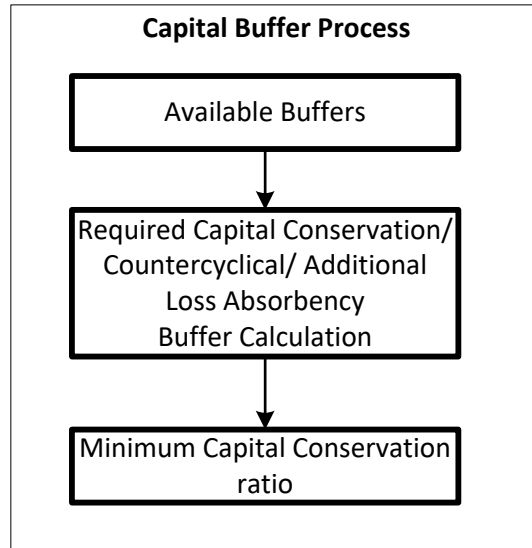 Capital Buffer Process
Available Buffers
Required Capital Conservation/
Countercyclical/ Additional
Loss Absorbency
Buffer Calculation
Minimum Capital Conservation
ratio